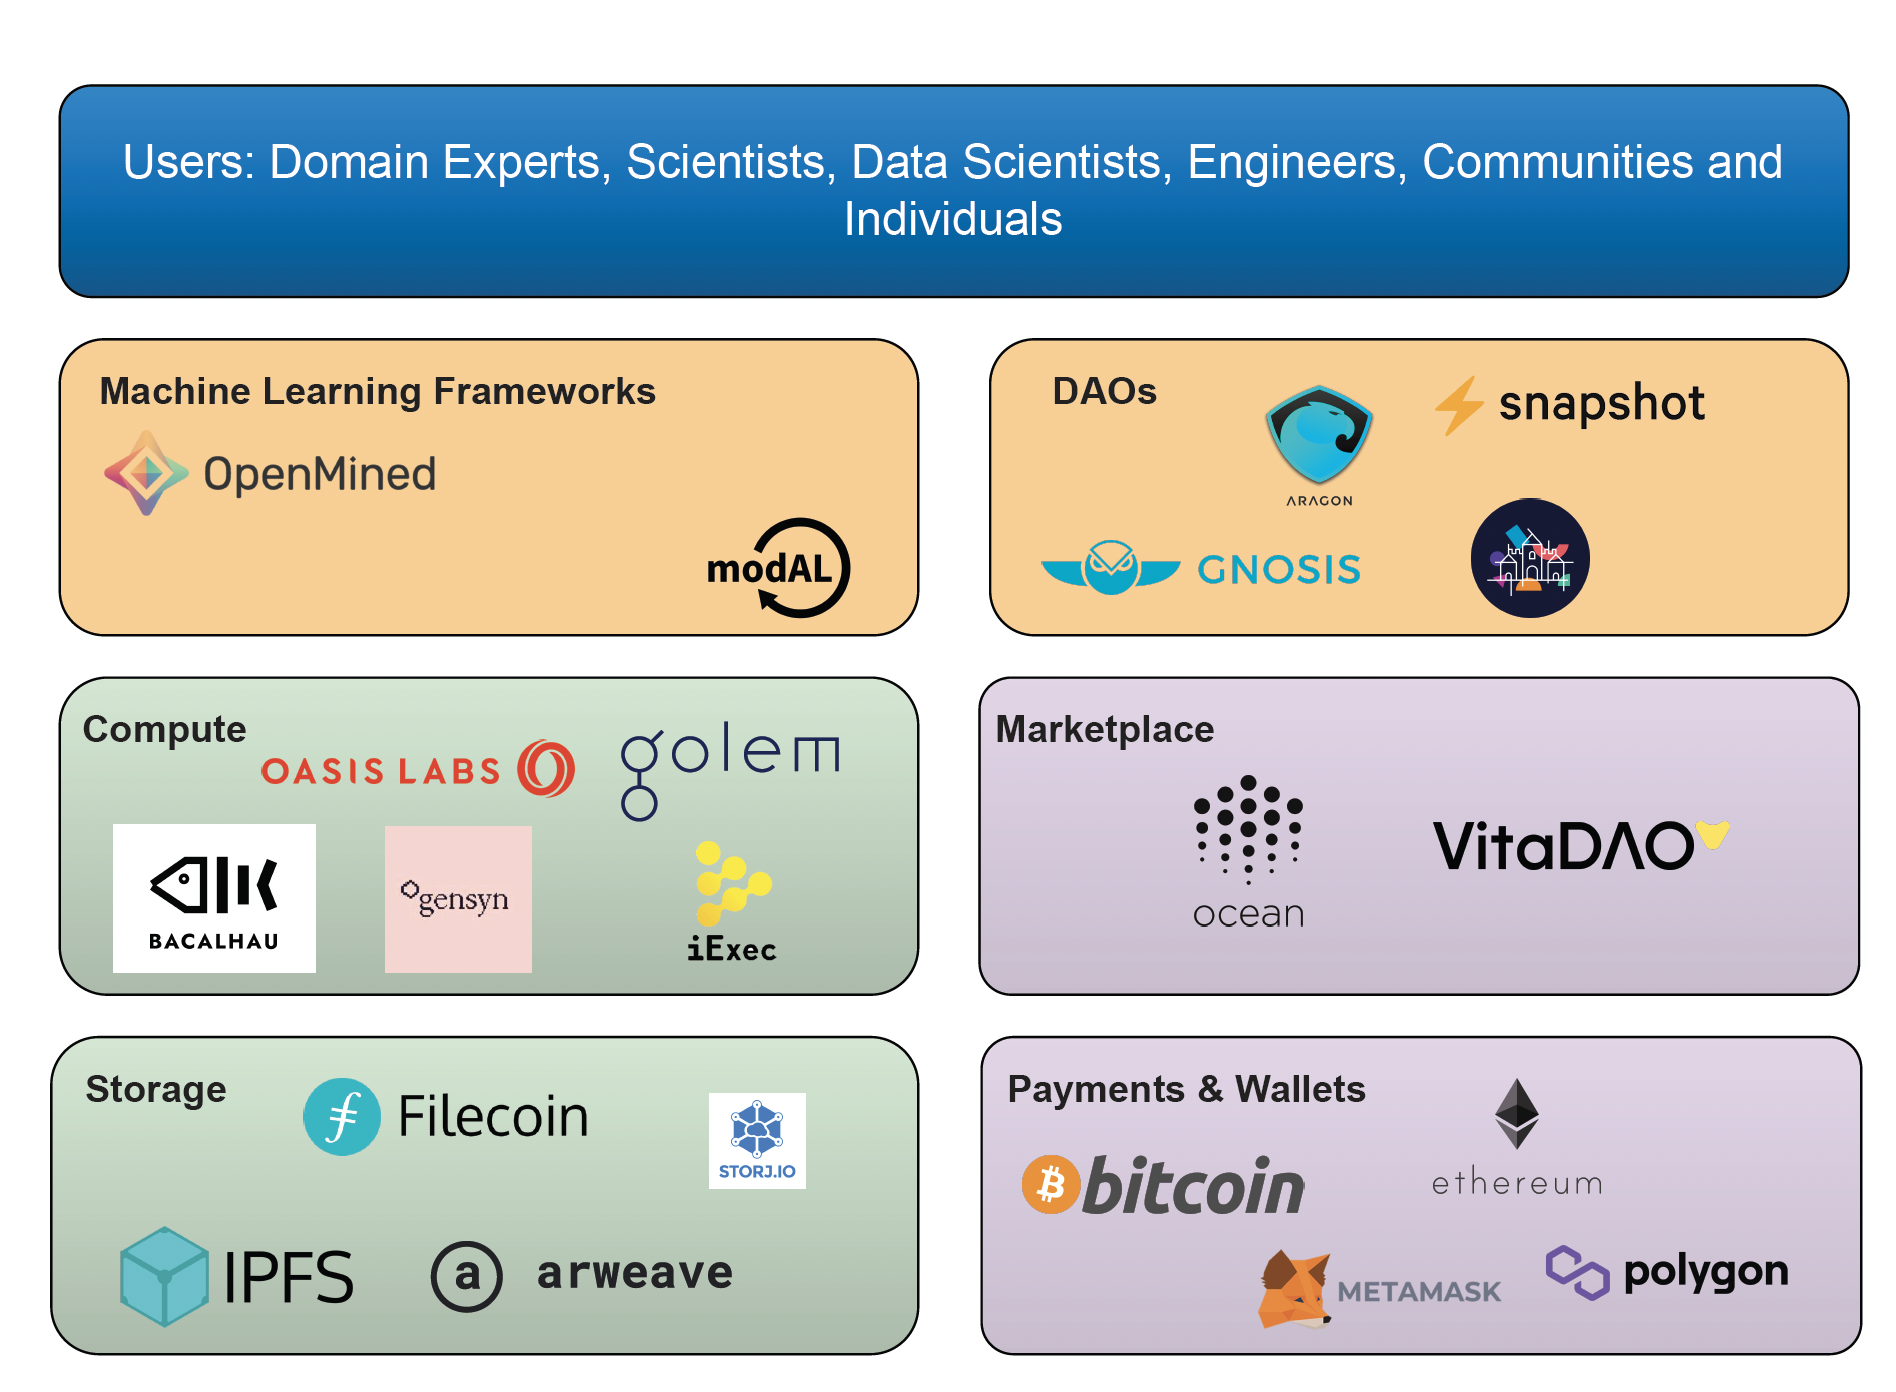 Users: Domain Experts, Scientists, Data Scientists, Engineers, Communities and
Individuals
Machine Learning Frameworks
OpenMined
modAL
DAOs
ARAGON
snapshot
GNOSIS
Compute
OASIS LABS
golem
BACALHAU
gensyn
iExec
Marketplace
ocean
VitaDAO
Storage
Filecoin
STORJ.IO
IPFS
a arweave
Payments & Wallets
ethereum
bitcoin
METAMASK
polygon